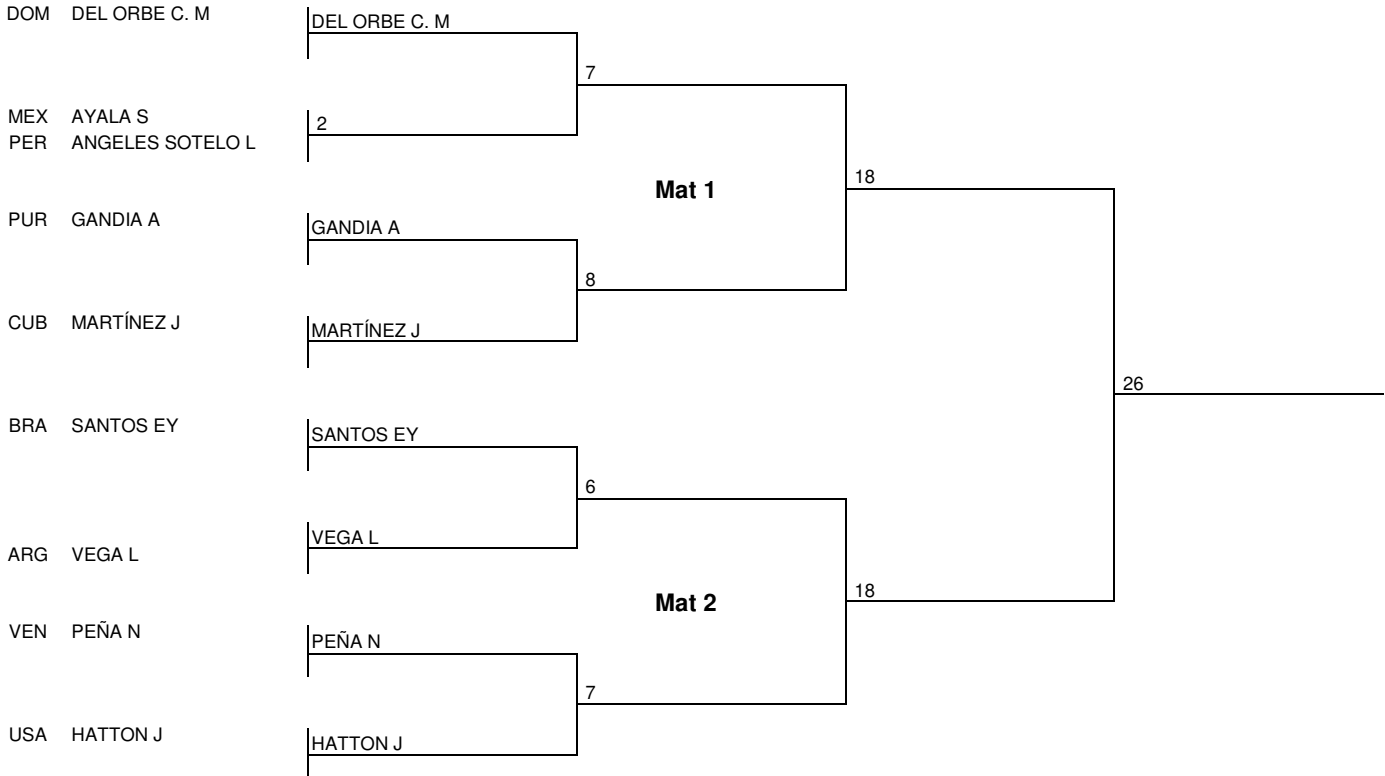 DOM DEL ORBE C. M DEL ORBE C. M
7
MEX AYALA S
2
PER ANGELES SOTELO L
18
Mat 1
PUR GANDIA A GANDIA A
8
CUB MARTÍNEZ J MARTÍNEZ J
26
BRA SANTOS EY SANTOS EY
6
VEGA L
ARG VEGA L
18
Mat 2
VEN PEÑA N PEÑA N
7
USA HATTON J HATTON J